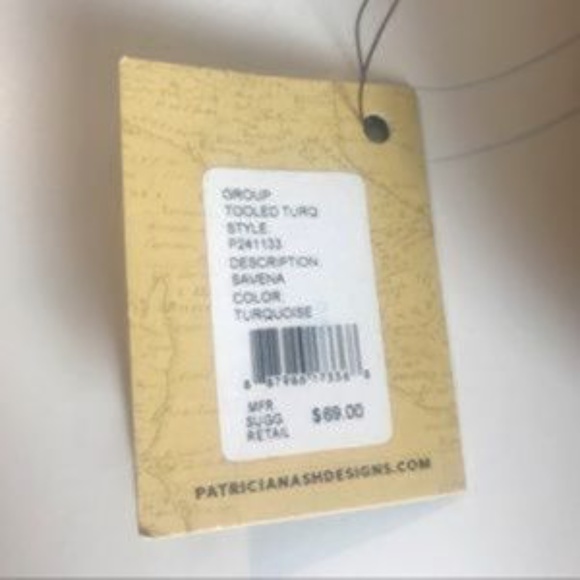 GROUP:
TOOLED TURQ
STYLE:
P241133
DESCRIPTION:
SAVENA
COLOR:
TURQUOISE
MFR
SUGG $69.00
RETAIL
PATRICIANASHDESIGNS.COM